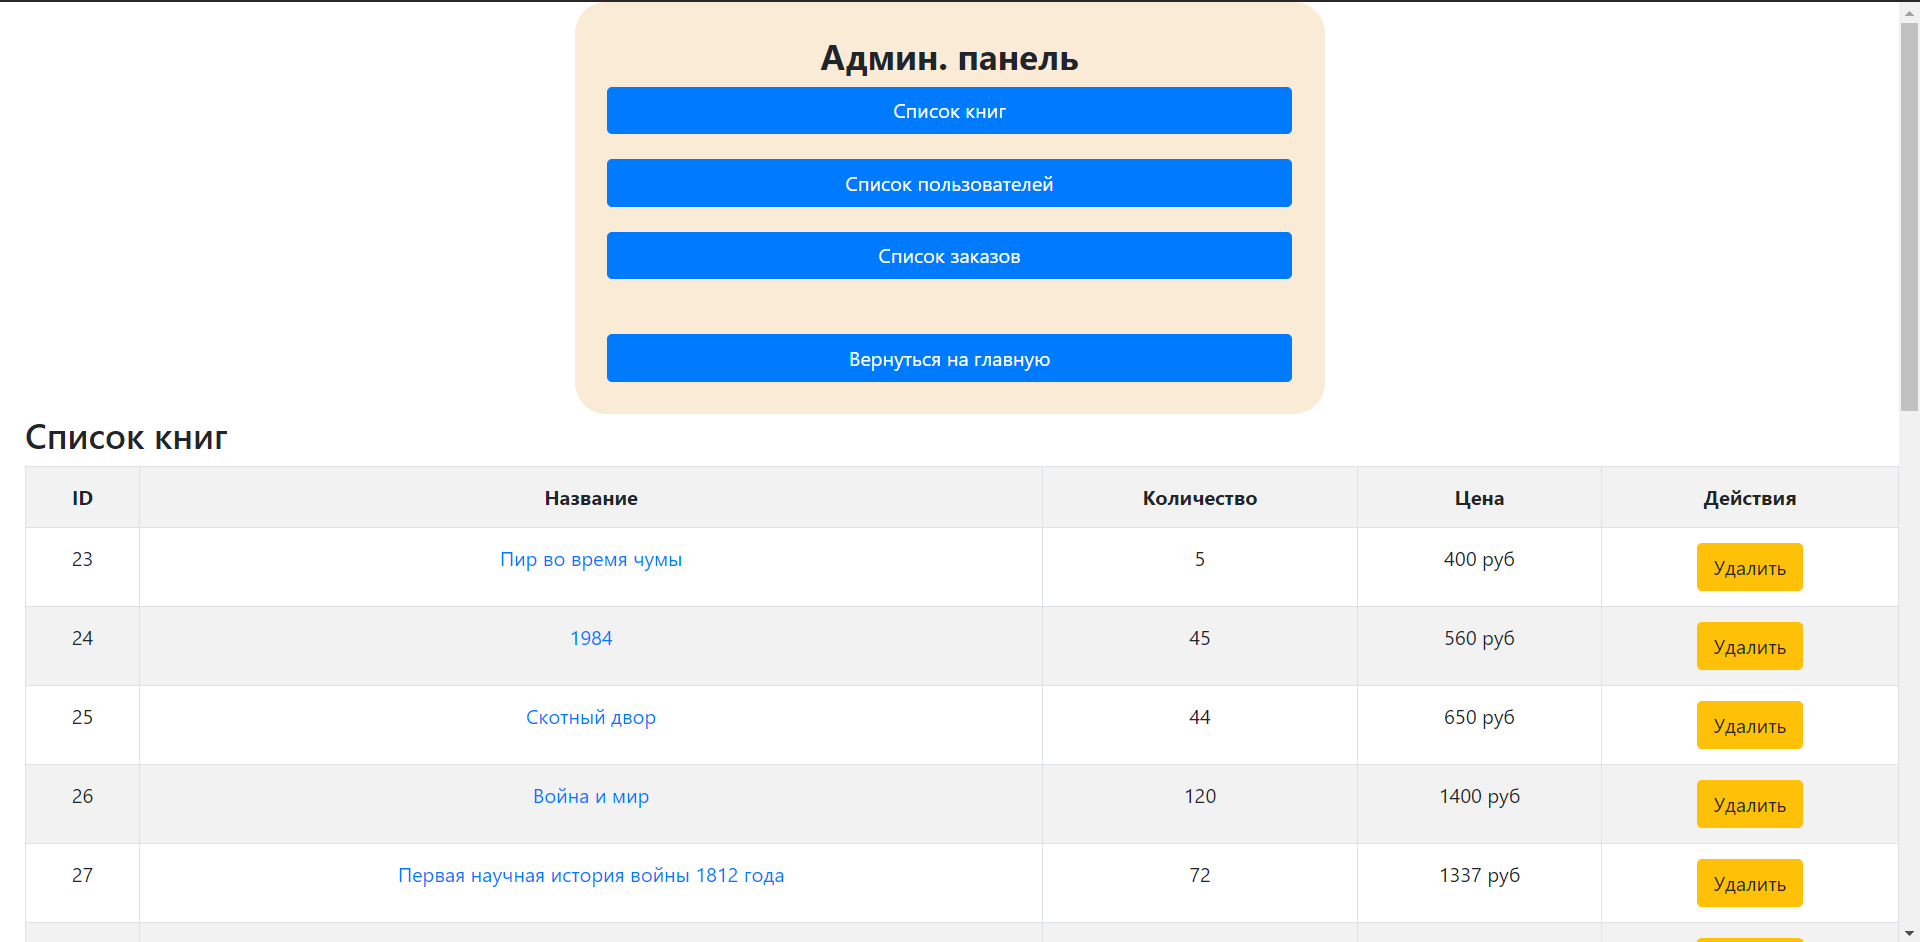 Админ. панель
Список книг
Список пользователей
Список заказов
Вернуться на главную
Список книг
ID Название Количество Цена Действия
23 Пир во время чумы 5 400 руб Удалить
24 1984 45 560 руб Удалить
25 Скотный двор 44 650 руб Удалить
26 Война и мир 120 1400 руб Удалить
27 Первая научная история войны 1812 года 72 1337 руб Удалить